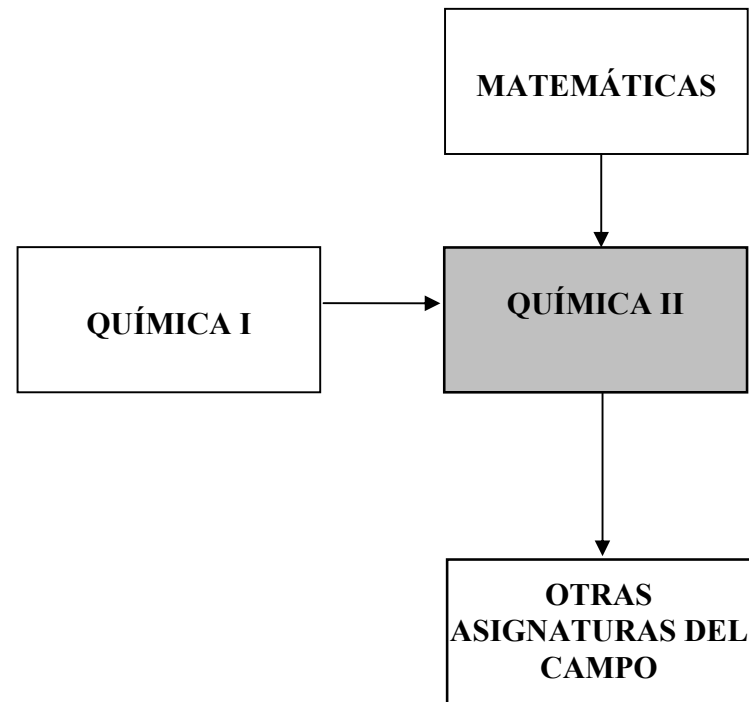 MATEMÁTICAS
QUÍMICA I
QUÍMICA II
OTRAS
ASIGNATURAS DEL
CAMPO